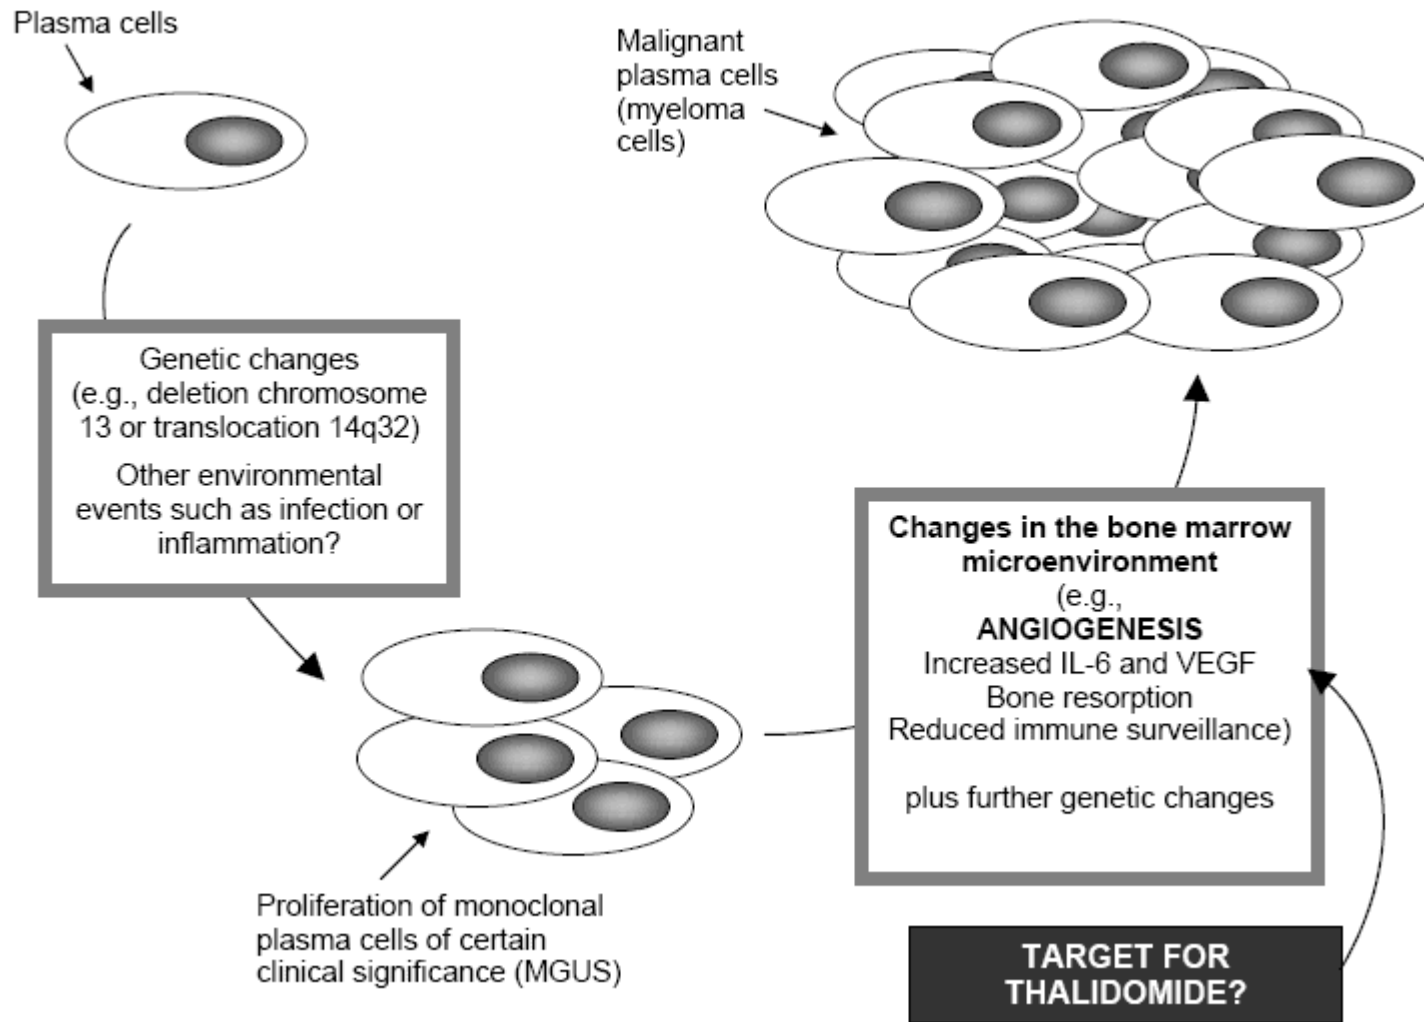 Plasma cells
Malignant
plasma cells
(myeloma
cells)
Genetic changes
(e.g., deletion chromosome
13 or translocation 14q32)
Other environmental
events such as infection or
inflammation?
Changes in the bone marrow
microenvironment
(e.g.,
ANGIOGENESIS
Increased IL-6 and VEGF
Bone resorption
Reduced immune surveillance)
plus further genetic changes
Proliferation of monoclonal
plasma cells of certain
clinical significance (MGUS)
TARGET FOR
THALIDOMIDE?